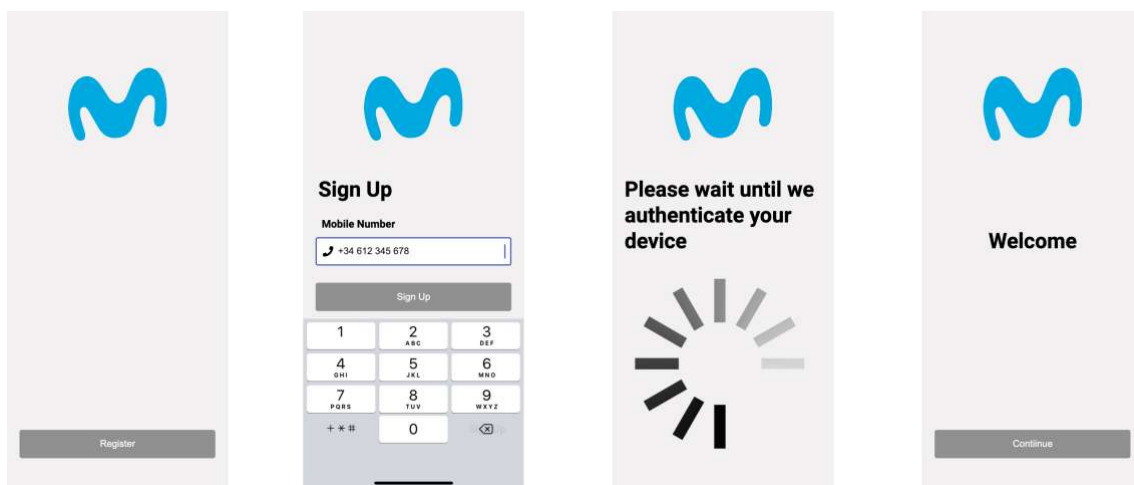 Register
Sign Up
Mobile Number
+34 612 345 678
Sign Up
1 2 3
ABC DEF
4 5 6
GHI JKL MNO
7 8 9
PQRS TUV WXYZ
+ * # 0
Please wait until we
authenticate your
device
Welcome
Contiinue